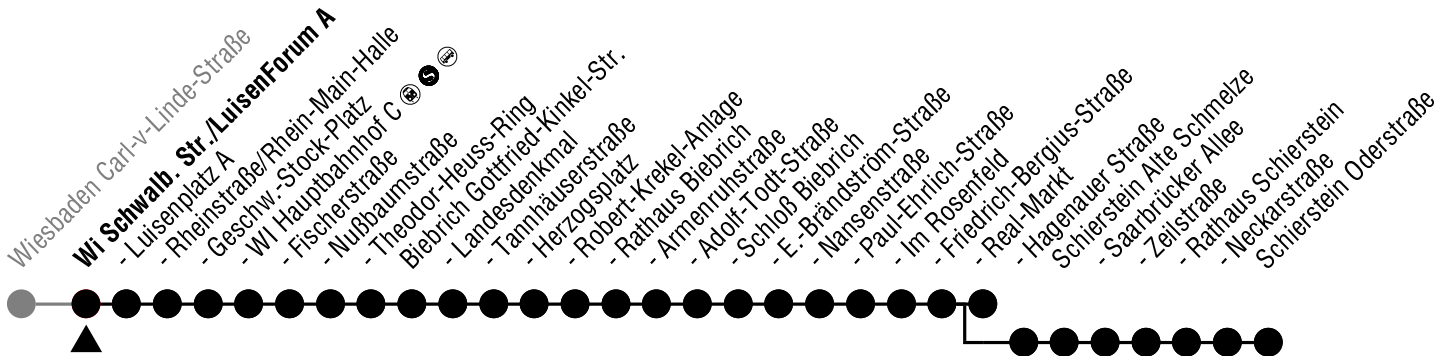 Wiesbaden Carl-v-Linde-Straße
Wi Schwalb. Str./LuisenForum A
- Luisenplatz A
- Rheinstraße/Rhein-Main-Halle
- Geschw.-Stock-Platz
- WI Hauptbahnhof C S
- Fischerstraße
- Nußbaumstraße
- Theodor-Heuss-Ring
Biebrich Gottfried-Kinkel-Str.
- Landesdenkmal
- Tannhäuserstraße
- Herzogsplatz
- Robert-Krekel-Anlage
- Rathaus Biebrich
- Armenruhstraße
- Adolf-Todt-Straße
- Schloß Biebrich
- E.-Brändström-Straße
- Nansenstraße
- Paul-Ehrlich-Straße
- Im Rosenfeld
- Friedrich-Bergius-Straße
- Real-Markt
- Hagenauer Straße
Schierstein Alte Schmelze
- Saarbrücker Allee
- Zeilstraße
- Rathaus Schierstein
- Neckarstraße
Schierstein Oderstraße